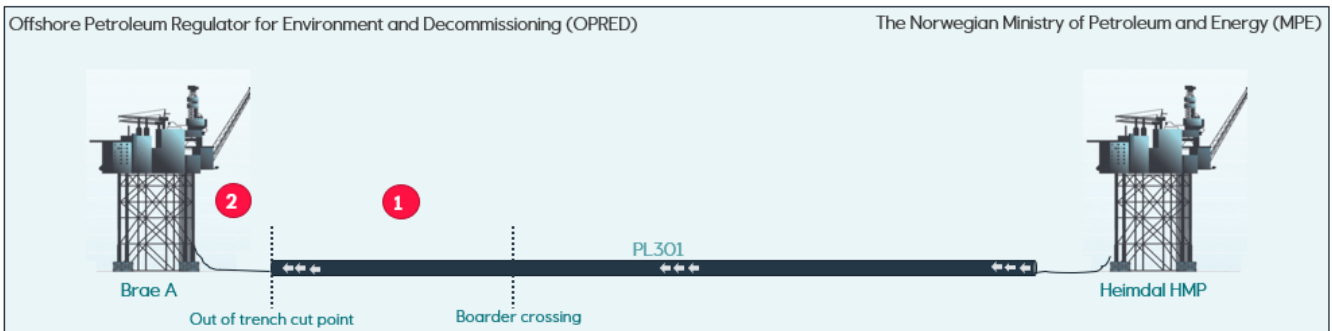 Offshore Petroleum Regulator for Environment and Decommissioning (OPRED)
The Norwegian Ministry of Petroleum and Energy (MPE)
2
1
PL301
Brae A
Heimdal HMP
Out of trench cut point
Boarder crossing